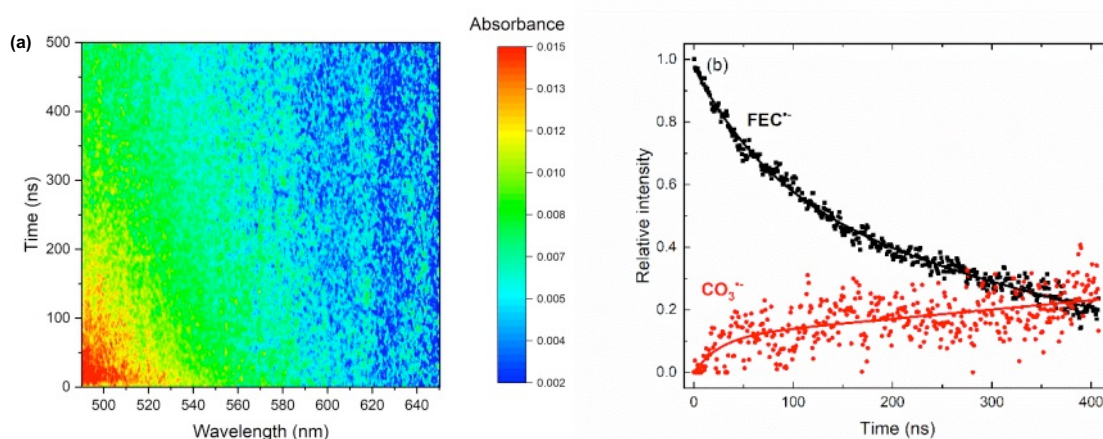 (a)
Absorbance
500
400
300
200
100
0
Time (ns)
500 520 540 560 580 600 620 640
Wavelength (nm)
0.015
0.013
0.012
0.010
0.009
0.007
0.005
0.004
0.002
(b)
FEC•-
CO3•-
1.0
0.8
0.6
0.4
0.2
0.0
Relative intensity
0 100 200 300 400
Time (ns)